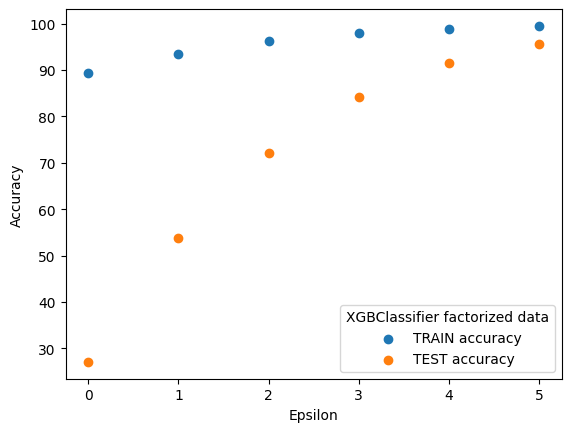 100
90
80
70
60
50
40
30
Accuracy
XGBClassifier factorized data
TRAIN accuracy
TEST accuracy
0 1 2 3 4 5
Epsilon